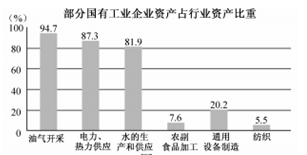 部分国有工业企业资产占行业资产比重
(%)
100
80
60
40
20
0
94.7
87.3
81.9
7.6
20.2
5.5
油气开采
电力、
热力供应
水的生
产和供应
农副
食品加工
通用
设备制造
纺织